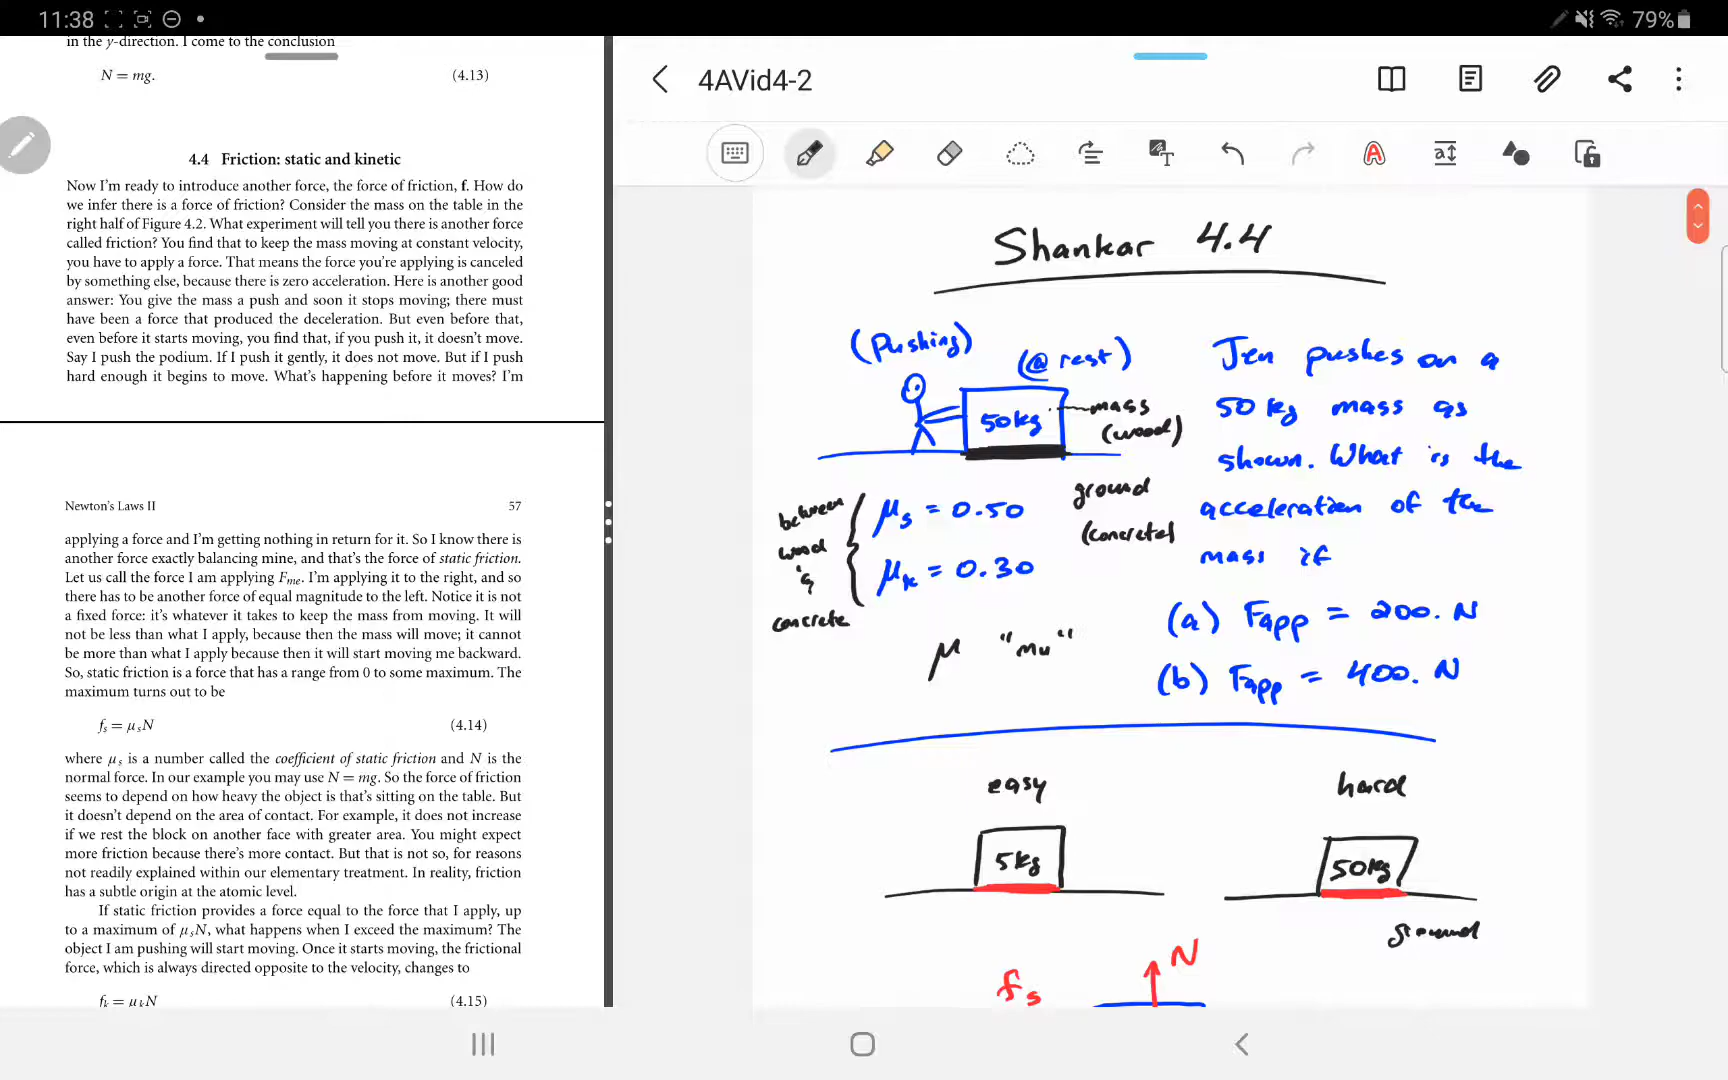 11:38
79%
in the y-direction. I come to the conclusion
N = mg. (4.13)
4.4 Friction: static and kinetic
Now I'm ready to introduce another force, the force of friction, f. How do
we infer there is a force of friction? Consider the mass on the table in the
right half of Figure 4.2. What experiment will tell you there is another force
called friction? You find that to keep the mass moving at constant velocity,
you have to apply a force. That means the force you're applying is canceled
by something else, because there is zero acceleration. Here is another good
answer: You give the mass a push and soon it stops moving; there must
have been a force that produced the deceleration. But even before that,
even before it starts moving, you find that, if you push it, it doesn't move.
Say I push the podium. If I push it gently, it does not move. But if I push
hard enough it begins to move. What's happening before it moves? I'm
Newton's Laws II 57
applying a force and I'm getting nothing in return for it. So I know there is
another force exactly balancing mine, and that's the force of static friction.
Let us call the force I am applying Fme. I'm applying it to the right, and so
there has to be another force of equal magnitude to the left. Notice it is not
a fixed force: it's whatever it takes to keep the mass from moving. It will
not be less than what I apply, because then the mass will move; it cannot
be more than what I apply because then it will start moving me backward.
So, static friction is a force that has a range from 0 to some maximum. The
maximum turns out to be
fs = μsN (4.14)
where μs is a number called the coefficient of static friction and N is the
normal force. In our example you may use N = mg. So the force of friction
seems to depend on how heavy the object is that's sitting on the table. But
it doesn't depend on the area of contact. For example, it does not increase
if we rest the block on another face with greater area. You might expect
more friction because there's more contact. But that is not so, for reasons
not readily explained within our elementary treatment. In reality, friction
has a subtle origin at the atomic level.
If static friction provides a force equal to the force that I apply, up
to a maximum of μsN, what happens when I exceed the maximum? The
object I am pushing will start moving. Once it starts moving, the frictional
force, which is always directed opposite to the velocity, changes to
fk = μkN (4.15)
4AVid4-2
Shankar 4.4
(Pushing)
(@ rest)
50kg
mass
(wood)
ground
(concrete)
between
wood
&
concrete
μs = 0.50
μk = 0.30
μ "mu"
Jen pushes on a
50 kg mass as
shown. What is the
acceleration of the
mass if
(a) Fapp = 200. N
(b) Fapp = 400. N
easy
5kg
hard
50kg
ground
fs
N